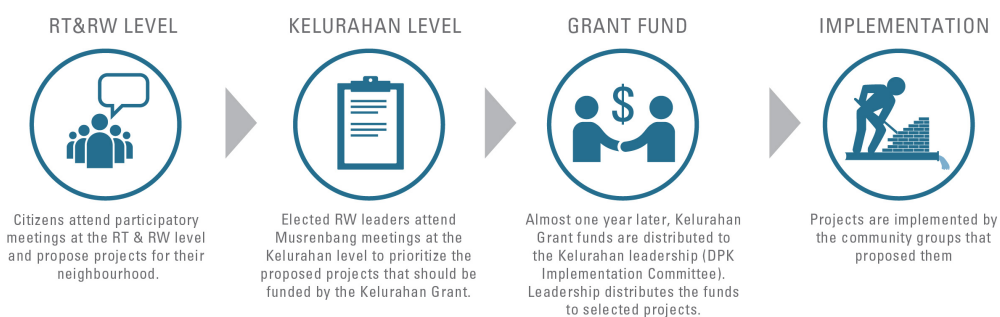 RT&RW LEVEL
Citizens attend participatory
meetings at the RT & RW level
and propose projects for their
neighbourhood.
KELURAHAN LEVEL
Elected RW leaders attend
Musrenbang meetings at the
Kelurahan level to prioritize the
proposed projects that should be
funded by the Kelurahan Grant.
GRANT FUND
$
Almost one year later, Kelurahan
Grant funds are distributed to
the Kelurahan leadership (DPK
Implementation Committee).
Leadership distributes the funds
to selected projects.
IMPLEMENTATION
Projects are implemented by
the community groups that
proposed them